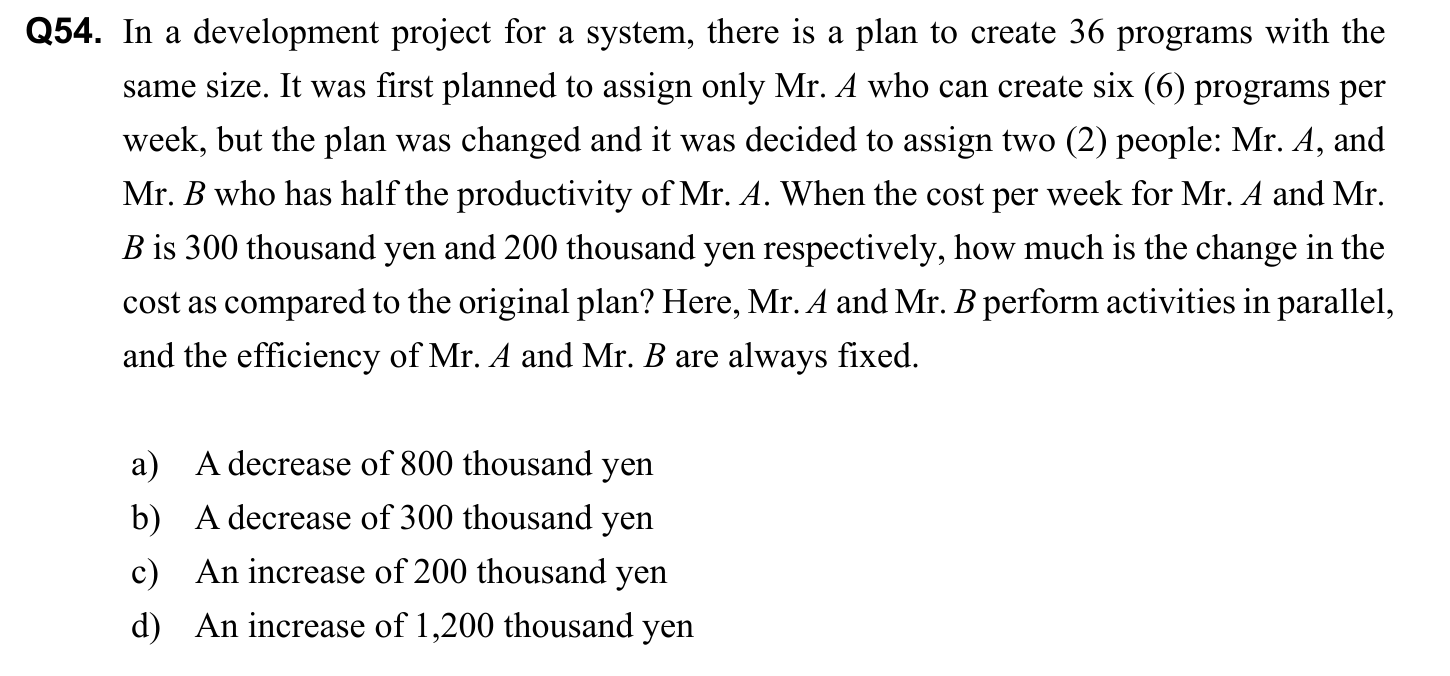 Q54. In a development project for a system, there is a plan to create 36 programs with the
same size. It was first planned to assign only Mr. A who can create six (6) programs per
week, but the plan was changed and it was decided to assign two (2) people: Mr. A, and
Mr. B who has half the productivity of Mr. A. When the cost per week for Mr. A and Mr.
B is 300 thousand yen and 200 thousand yen respectively, how much is the change in the
cost as compared to the original plan? Here, Mr. A and Mr. B perform activities in parallel,
and the efficiency of Mr. A and Mr. B are always fixed.
a) A decrease of 800 thousand yen
b) A decrease of 300 thousand yen
c) An increase of 200 thousand yen
d) An increase of 1,200 thousand yen